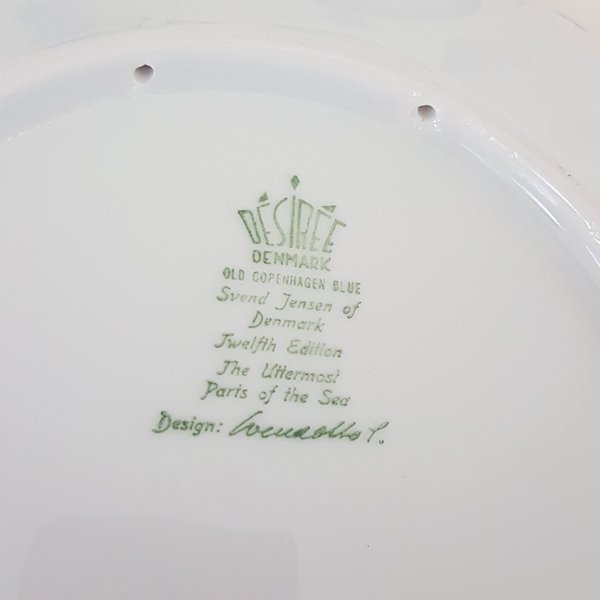 DÉSIRÉE
DENMARK
OLD COPENHAGEN BLUE
Svend Jensen of
Denmark
Twelfth Edition
The Uttermost
Parts of the Sea
Design: